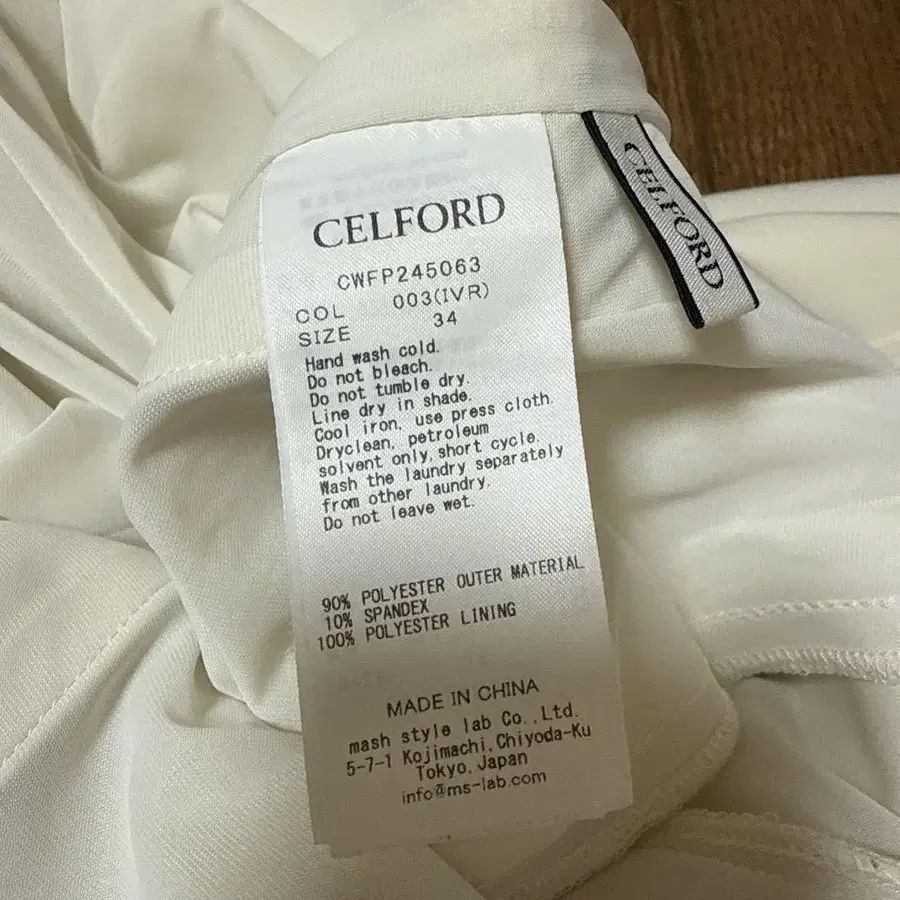 CELFORD
CWFP245063
COL 003(IVR)
SIZE 34
Hand wash cold.
Do not bleach.
Do not tumble dry.
Line dry in shade.
Cool iron, use press cloth.
Dryclean, petroleum
solvent only,short cycle.
Wash the laundry separately
from other laundry.
Do not leave wet.
90% POLYESTER OUTER MATERIAL
10% SPANDEX
100% POLYESTER LINING
MADE IN CHINA
mash style lab Co.,Ltd.
5-7-1 Kojimachi,Chiyoda-Ku
Tokyo,Japan
info@ms-lab.com
CELFORD